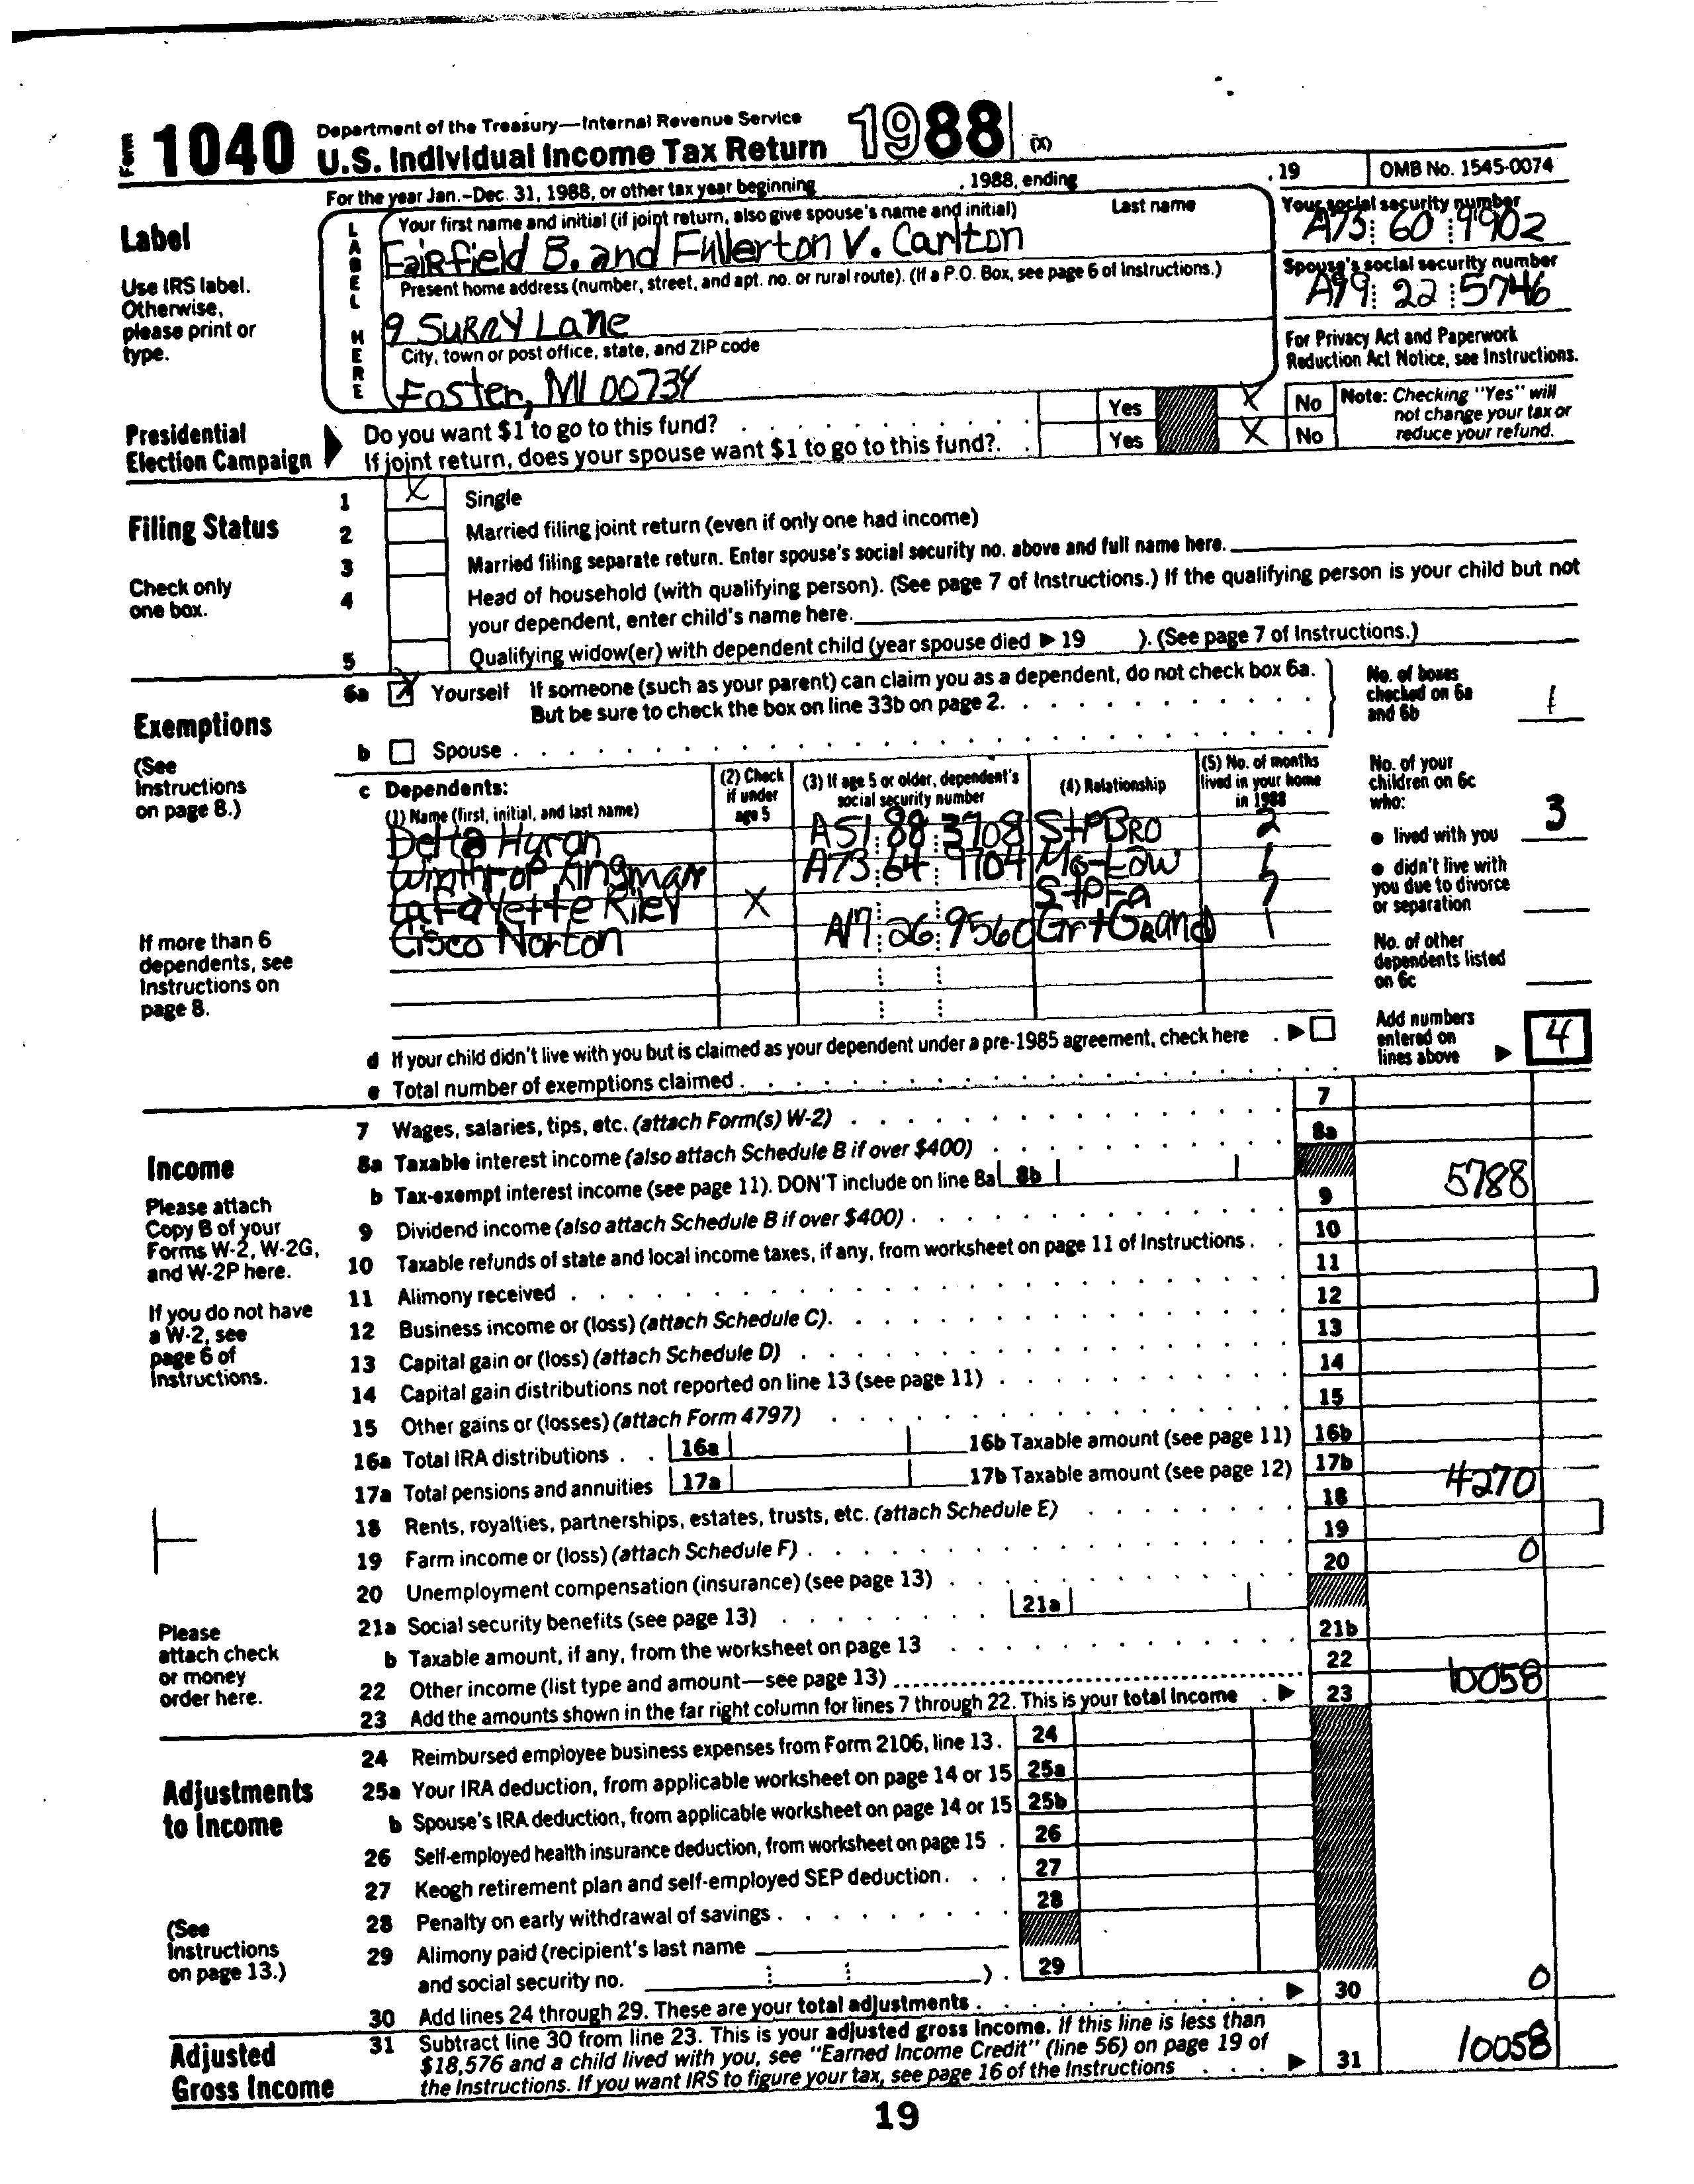 Form 1040 Department of the Treasury—Internal Revenue Service
U.S. Individual Income Tax Return 1988 (X)
For the year Jan.-Dec. 31, 1988, or other tax year beginning , 1988, ending , 19 OMB No. 1545-0074
Label
Use IRS label.
Otherwise,
please print or
type.
LABEL HERE
Your first name and initial (if joint return, also give spouse's name and initial) Last name
Fairfield B. and Fullerton V. Carlton
Your social security number
A73 60 9902
Present home address (number, street, and apt. no. or rural route). (If a P.O. Box, see page 6 of Instructions.)
9 SURRY Lane
Spouse's social security number
A79 22 5746
City, town or post office, state, and ZIP code
Foster, MI 00734
For Privacy Act and Paperwork
Reduction Act Notice, see Instructions.
Presidential
Election Campaign
Do you want $1 to go to this fund? Yes X No
If joint return, does your spouse want $1 to go to this fund? Yes X No
Note: Checking "Yes" will
not change your tax or
reduce your refund.
Filing Status
Check only
one box.
1 X Single
2 Married filing joint return (even if only one had income)
3 Married filing separate return. Enter spouse's social security no. above and full name here.
4 Head of household (with qualifying person). (See page 7 of Instructions.) If the qualifying person is your child but not
your dependent, enter child's name here.
5 Qualifying widow(er) with dependent child (year spouse died ▶ 19 ). (See page 7 of Instructions.)
Exemptions
(See
Instructions
on page 8.)
6a X Yourself If someone (such as your parent) can claim you as a dependent, do not check box 6a.
But be sure to check the box on line 33b on page 2.
b Spouse
No. of boxes
checked on 6a
and 6b 1
c Dependents:
(1) Name (first, initial, and last name)
(2) Check
if under
age 5
(3) If age 5 or older, dependent's
social security number
(4) Relationship
(5) No. of months
lived in your home
in 1988
Delta Huron A51 88 3708 StPBRO 2
Winthrop Kingman A73 64 9704 Mo-Law
LaFayette Riley X StPFa
Cisco Norton A17 26 9560 GrtGrand 1
If more than 6
dependents, see
Instructions on
page 8.
No. of your
children on 6c
who:
● lived with you 3
● didn't live with
you due to divorce
or separation
No. of other
dependents listed
on 6c
d If your child didn't live with you but is claimed as your dependent under a pre-1985 agreement, check here ▶
e Total number of exemptions claimed
Add numbers
entered on
lines above ▶ 4
Income
Please attach
Copy B of your
Forms W-2, W-2G,
and W-2P here.
If you do not have
a W-2, see
page 6 of
Instructions.
Please
attach check
or money
order here.
7 Wages, salaries, tips, etc. (attach Form(s) W-2) 7
8a Taxable interest income (also attach Schedule B if over $400) 8a
b Tax-exempt interest income (see page 11). DON'T include on line 8a 8b
9 Dividend income (also attach Schedule B if over $400) 9 5788
10 Taxable refunds of state and local income taxes, if any, from worksheet on page 11 of Instructions 10
11 Alimony received 11
12 Business income or (loss) (attach Schedule C) 12
13 Capital gain or (loss) (attach Schedule D) 13
14 Capital gain distributions not reported on line 13 (see page 11) 14
15 Other gains or (losses) (attach Form 4797) 15
16a Total IRA distributions 16a 16b Taxable amount (see page 11) 16b
17a Total pensions and annuities 17a 17b Taxable amount (see page 12) 17b
18 Rents, royalties, partnerships, estates, trusts, etc. (attach Schedule E) 18 4270
19 Farm income or (loss) (attach Schedule F) 19
20 Unemployment compensation (insurance) (see page 13) 20 0
21a Social security benefits (see page 13) 21a
b Taxable amount, if any, from the worksheet on page 13 21b
22 Other income (list type and amount—see page 13) 22
23 Add the amounts shown in the far right column for lines 7 through 22. This is your total income ▶ 23 10058
Adjustments
to Income
(See
Instructions
on page 13.)
24 Reimbursed employee business expenses from Form 2106, line 13. 24
25a Your IRA deduction, from applicable worksheet on page 14 or 15 25a
b Spouse's IRA deduction, from applicable worksheet on page 14 or 15 25b
26 Self-employed health insurance deduction, from worksheet on page 15 26
27 Keogh retirement plan and self-employed SEP deduction 27
28 Penalty on early withdrawal of savings 28
29 Alimony paid (recipient's last name
and social security no. ) 29
30 Add lines 24 through 29. These are your total adjustments ▶ 30 0
Adjusted
Gross Income
31 Subtract line 30 from line 23. This is your adjusted gross income. If this line is less than
$18,576 and a child lived with you, see "Earned Income Credit" (line 56) on page 19 of
the Instructions. If you want IRS to figure your tax, see page 16 of the Instructions ▶ 31 10058
19